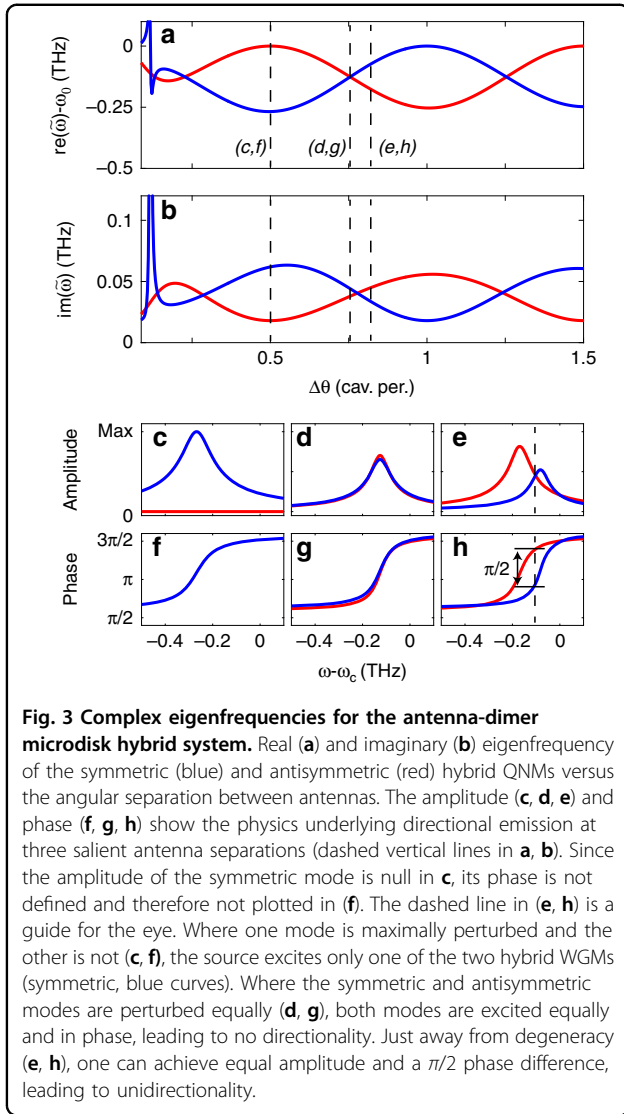 a
re(ω̃)-ω₀ (THz)
0
−0.25
−0.5
(c,f)
(d,g)
(e,h)
b
im(ω̃) (THz)
0.1
0.05
0
0.5
1
1.5
Δθ (cav. per.)
Amplitude
Max
0
c
d
e
Phase
3π/2
π
π/2
f
g
h
π/2
−0.4
−0.2
0
−0.4
−0.2
0
−0.4
−0.2
0
ω-ω_c (THz)
Fig. 3 Complex eigenfrequencies for the antenna-dimer
microdisk hybrid system. Real (a) and imaginary (b) eigenfrequency
of the symmetric (blue) and antisymmetric (red) hybrid QNMs versus
the angular separation between antennas. The amplitude (c, d, e) and
phase (f, g, h) show the physics underlying directional emission at
three salient antenna separations (dashed vertical lines in a, b). Since
the amplitude of the symmetric mode is null in c, its phase is not
defined and therefore not plotted in (f). The dashed line in (e, h) is a
guide for the eye. Where one mode is maximally perturbed and the
other is not (c, f), the source excites only one of the two hybrid WGMs
(symmetric, blue curves). Where the symmetric and antisymmetric
modes are perturbed equally (d, g), both modes are excited equally
and in phase, leading to no directionality. Just away from degeneracy
(e, h), one can achieve equal amplitude and a π/2 phase difference,
leading to unidirectionality.